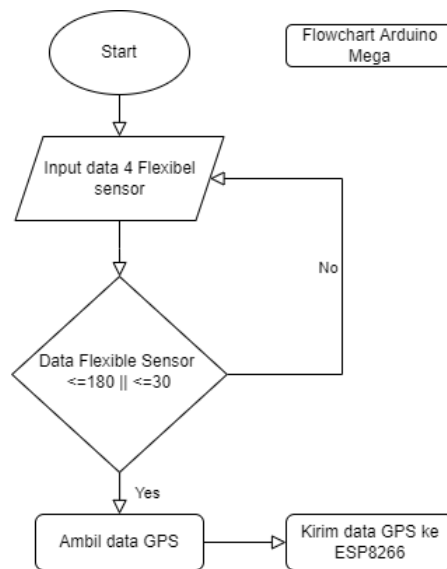 Start
Flowchart Arduino
Mega
Input data 4 Flexibel
sensor
No
Data Flexible Sensor
<=180 || <=30
Yes
Ambil data GPS
Kirim data GPS ke
ESP8266